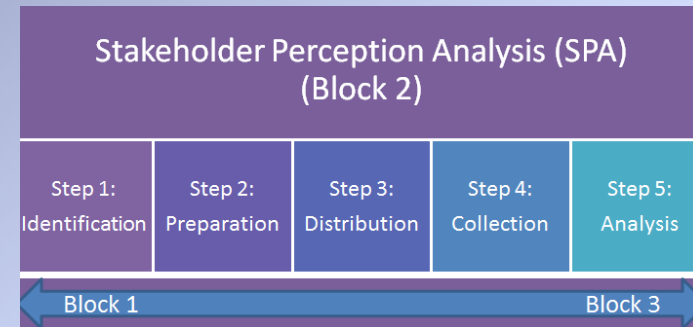 Stakeholder Perception Analysis (SPA)
(Block 2)
Step 1:
Identification
Step 2:
Preparation
Step 3:
Distribution
Step 4:
Collection
Step 5:
Analysis
Block 1
Block 3